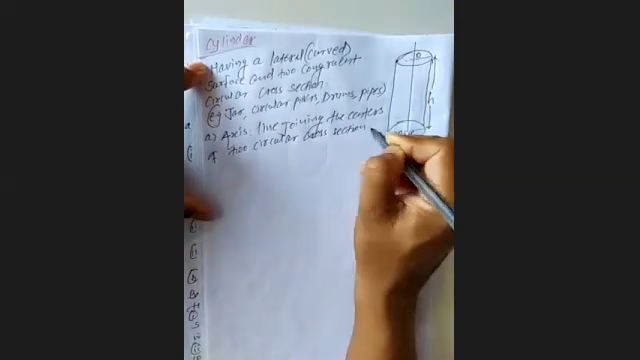 Cylinder
Having a lateral (curved)
surface and two congruent
circular cross section.
eg Jar, circular pillars, Drums, pipes)
a) Axis line joining the centers
of two circular cross section
h